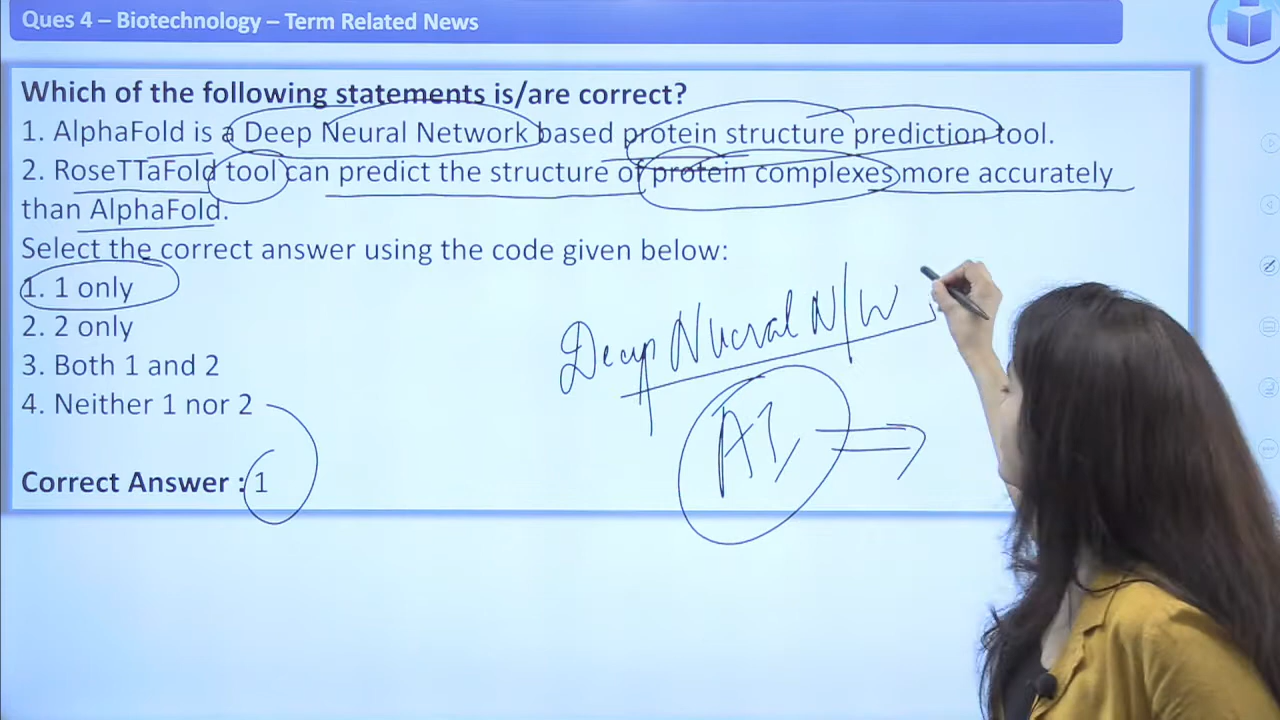 Ques 4 – Biotechnology – Term Related News
Which of the following statements is/are correct?
1. AlphaFold is a Deep Neural Network based protein structure prediction tool.
2. RoseTTaFold tool can predict the structure of protein complexes more accurately
than AlphaFold.
Select the correct answer using the code given below:
1. 1 only
2. 2 only
3. Both 1 and 2
4. Neither 1 nor 2
Correct Answer : 1
Deep Nucral N/W
AI